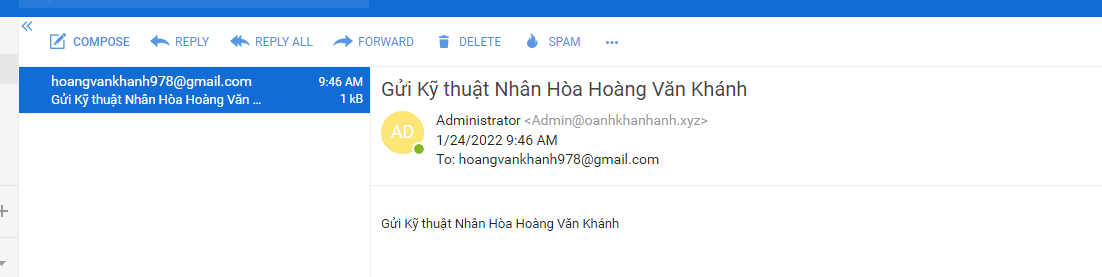 COMPOSE REPLY REPLY ALL FORWARD DELETE SPAM
hoangvankhanh978@gmail.com 9:46 AM
Gửi Kỹ thuật Nhân Hòa Hoàng Văn ... 1 kB
Gửi Kỹ thuật Nhân Hòa Hoàng Văn Khánh
AD
Administrator <Admin@oanhkhanhanh.xyz>
1/24/2022 9:46 AM
To: hoangvankhanh978@gmail.com
Gửi Kỹ thuật Nhân Hòa Hoàng Văn Khánh